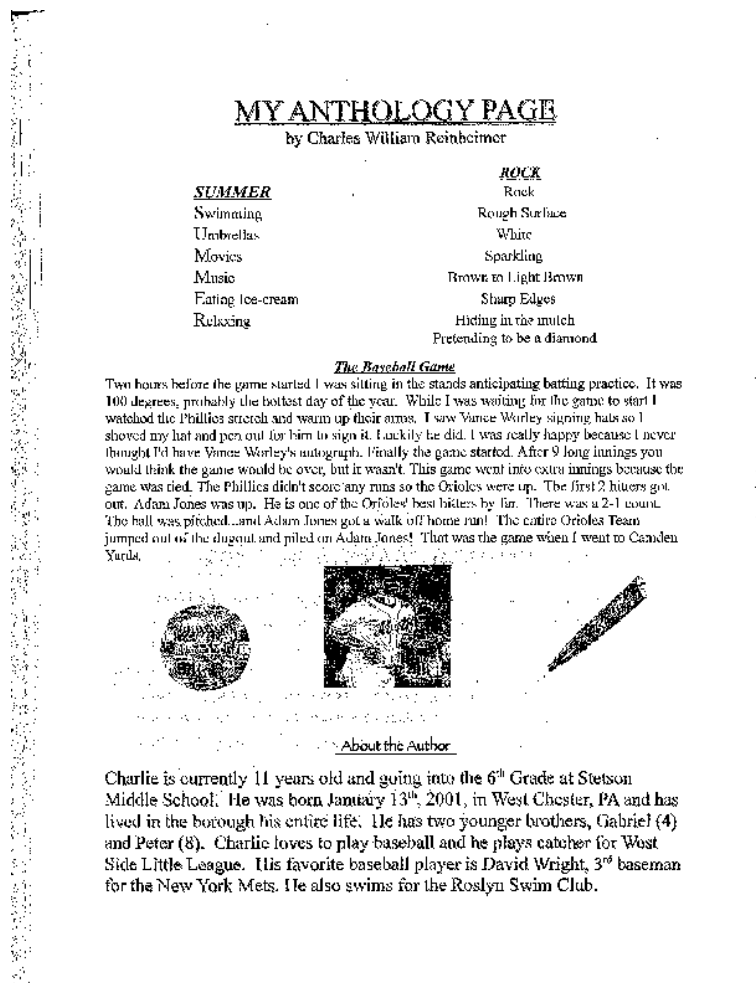 MY ANTHOLOGY PAGE
by Charles William Reinheimer
SUMMER
Swimming
Umbrellas
Movies
Music
Eating Ice-cream
Relaxing
ROCK
Rock
Rough Surface
White
Sparkling
Brown to Light Brown
Sharp Edges
Hiding in the mulch
Pretending to be a diamond
The Baseball Game
Two hours before the game started I was sitting in the stands anticipating batting practice. It was
100 degrees, probably the hottest day of the year. While I was waiting for the game to start I
watched the Phillies stretch and warm up their arms. I saw Vance Worley signing hats so I
shoved my hat and pen out for him to sign it. Luckily he did. I was really happy because I never
thought I'd have Vance Worley's autograph. Finally the game started. After 9 long innings you
would think the game would be over, but it wasn't. This game went into extra innings because the
game was tied. The Phillies didn't score any runs so the Orioles were up. The first 2 hitters got
out. Adam Jones was up. He is one of the Orioles' best hitters by far. There was a 2-1 count.
The ball was pitched...and Adam Jones got a walk off home run! The entire Orioles Team
jumped out of the dugout and piled on Adam Jones! That was the game when I went to Camden
Yards.
About the Author
Charlie is currently 11 years old and going into the 6th Grade at Stetson
Middle School. He was born January 13th, 2001, in West Chester, PA and has
lived in the borough his entire life. He has two younger brothers, Gabriel (4)
and Peter (8). Charlie loves to play baseball and he plays catcher for West
Side Little League. His favorite baseball player is David Wright, 3rd baseman
for the New York Mets. He also swims for the Roslyn Swim Club.